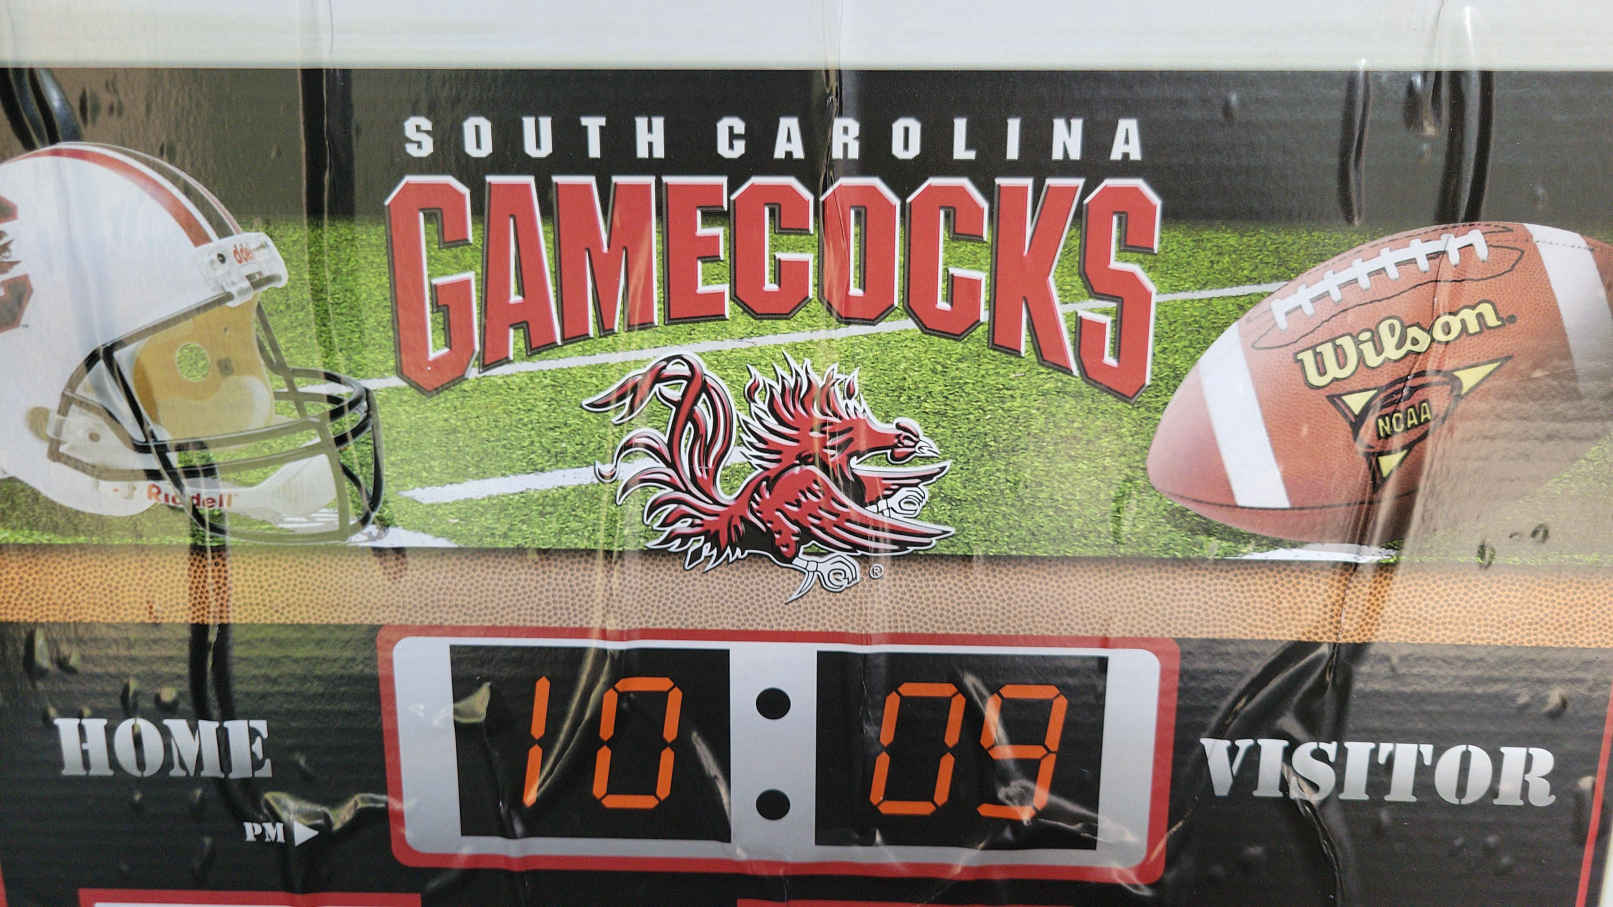 SOUTH CAROLINA
GAMECOCKS
Riddell
Wilson
NCAA
®
10:09
HOME
VISITOR
PM